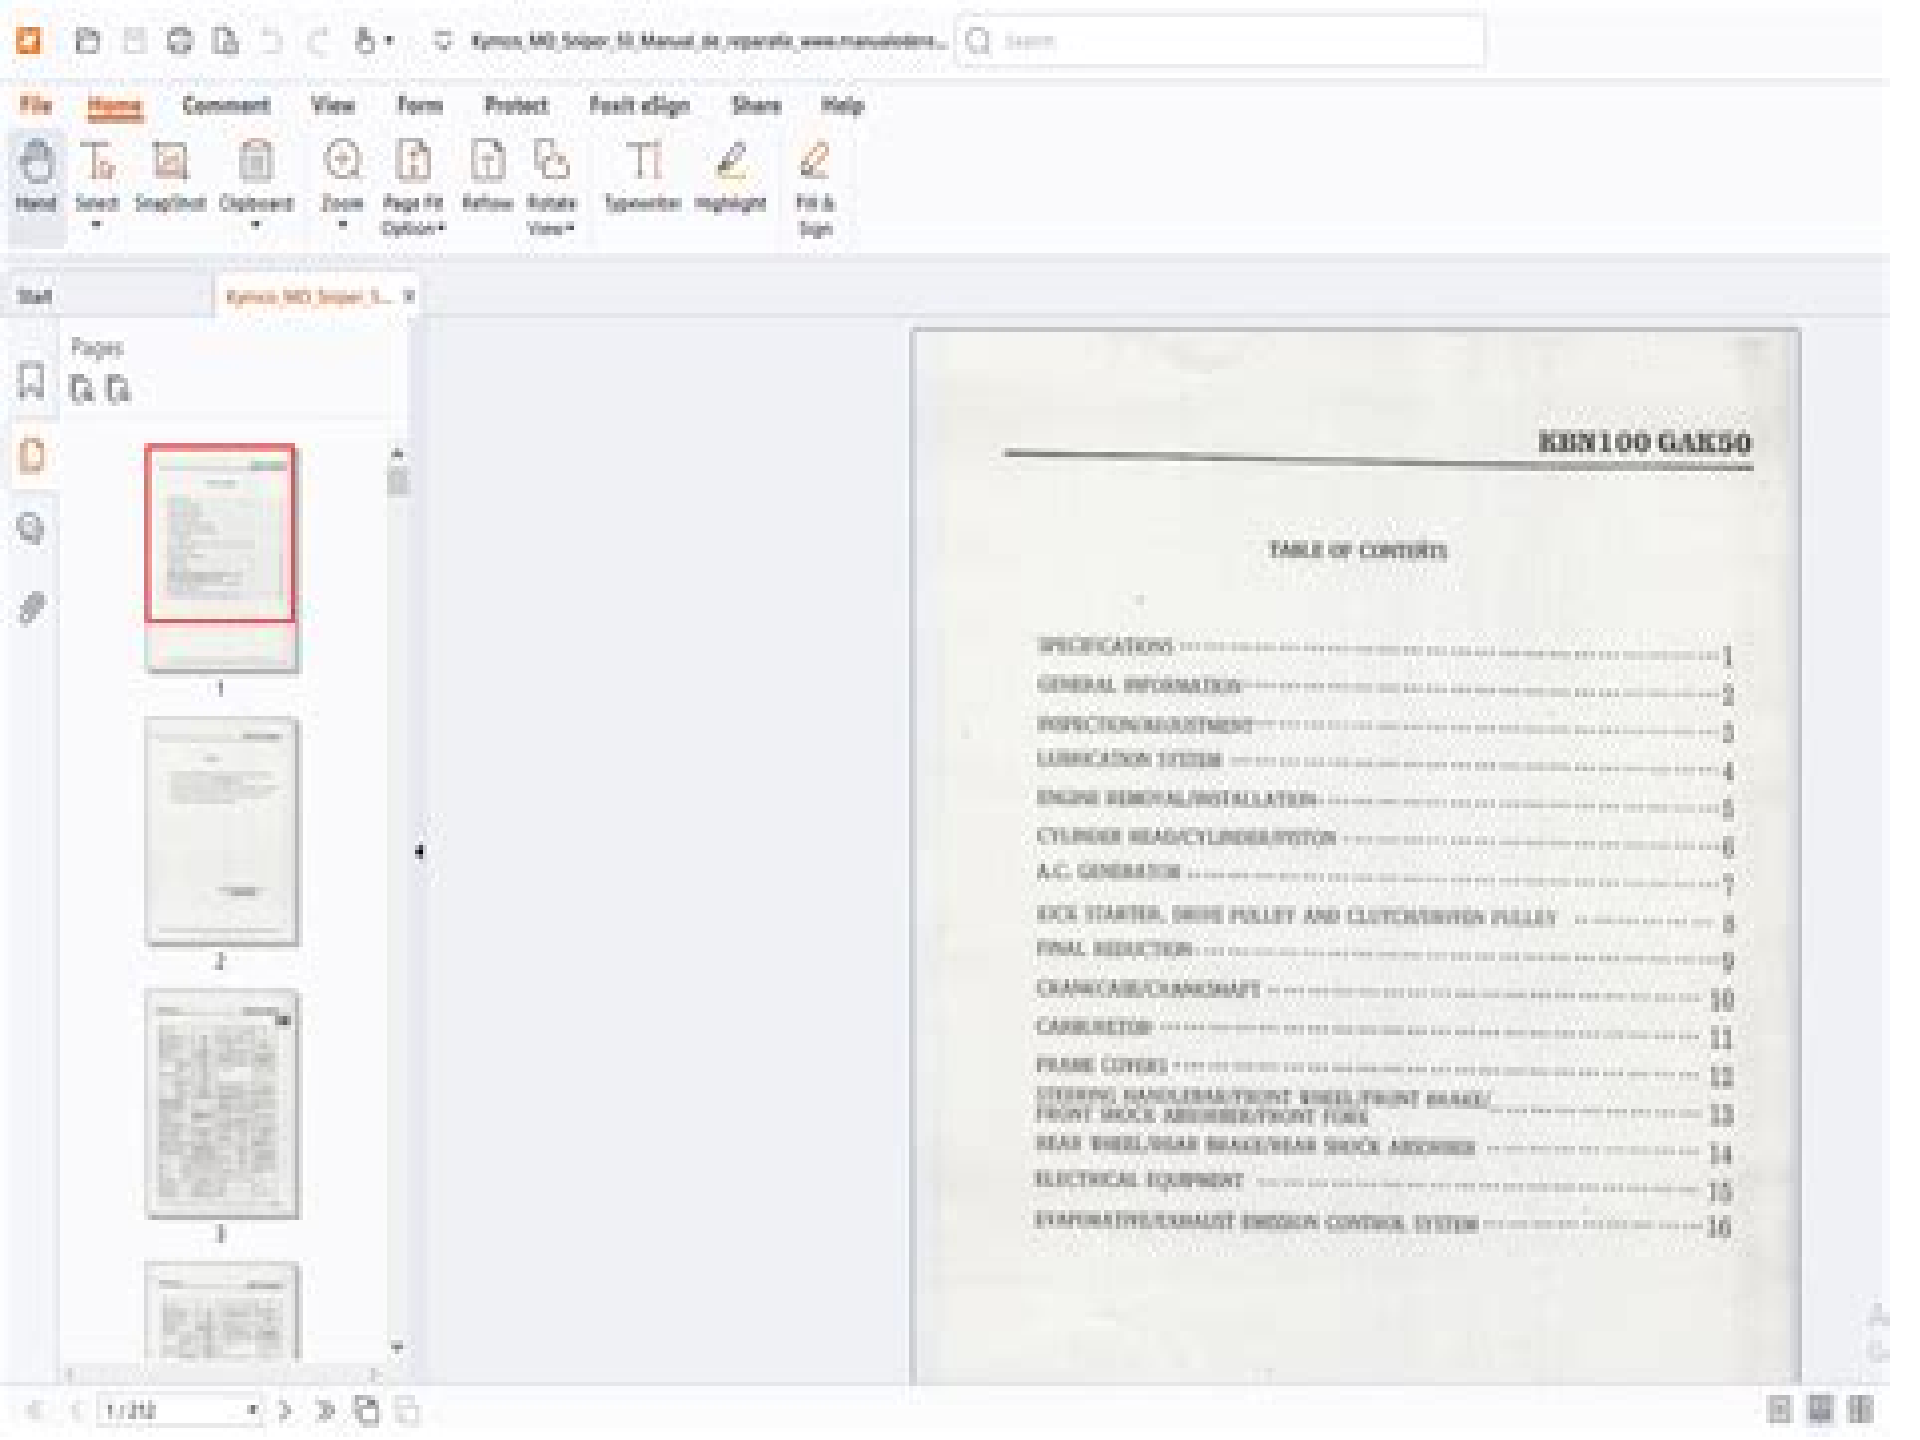 Kymco_MO_Sniper_50_Manual_de_reparatie_www.manualedere...
Search
File Home Comment View Form Protect Foxit eSign Share Help
Hand Select SnapShot Clipboard Zoom Page Fit Option Reflow Rotate View Typewriter Highlight Fill & Sign
Start
Kymco_MO_Sniper_5...
Pages
1
2
3
1 / 212
KBN100 GAK50
TABLE OF CONTENTS
SPECIFICATIONS 1
GENERAL INFORMATION 2
INSPECTION/ADJUSTMENT 3
LUBRICATION SYSTEM 4
ENGINE REMOVAL/INSTALLATION 5
CYLINDER HEAD/CYLINDER/PISTON 6
A.C. GENERATOR 7
KICK STARTER, DRIVE PULLEY AND CLUTCH/DRIVEN PULLEY 8
FINAL REDUCTION 9
CRANKCASE/CRANKSHAFT 10
CARBURETOR 11
FRAME COVERS 12
STEERING HANDLEBAR/FRONT WHEEL/FRONT BRAKE/
FRONT SHOCK ABSORBER/FRONT FORK 13
REAR WHEEL/REAR BRAKE/REAR SHOCK ABSORBER 14
ELECTRICAL EQUIPMENT 15
EVAPORATIVE/EXHAUST EMISSION CONTROL SYSTEM 16